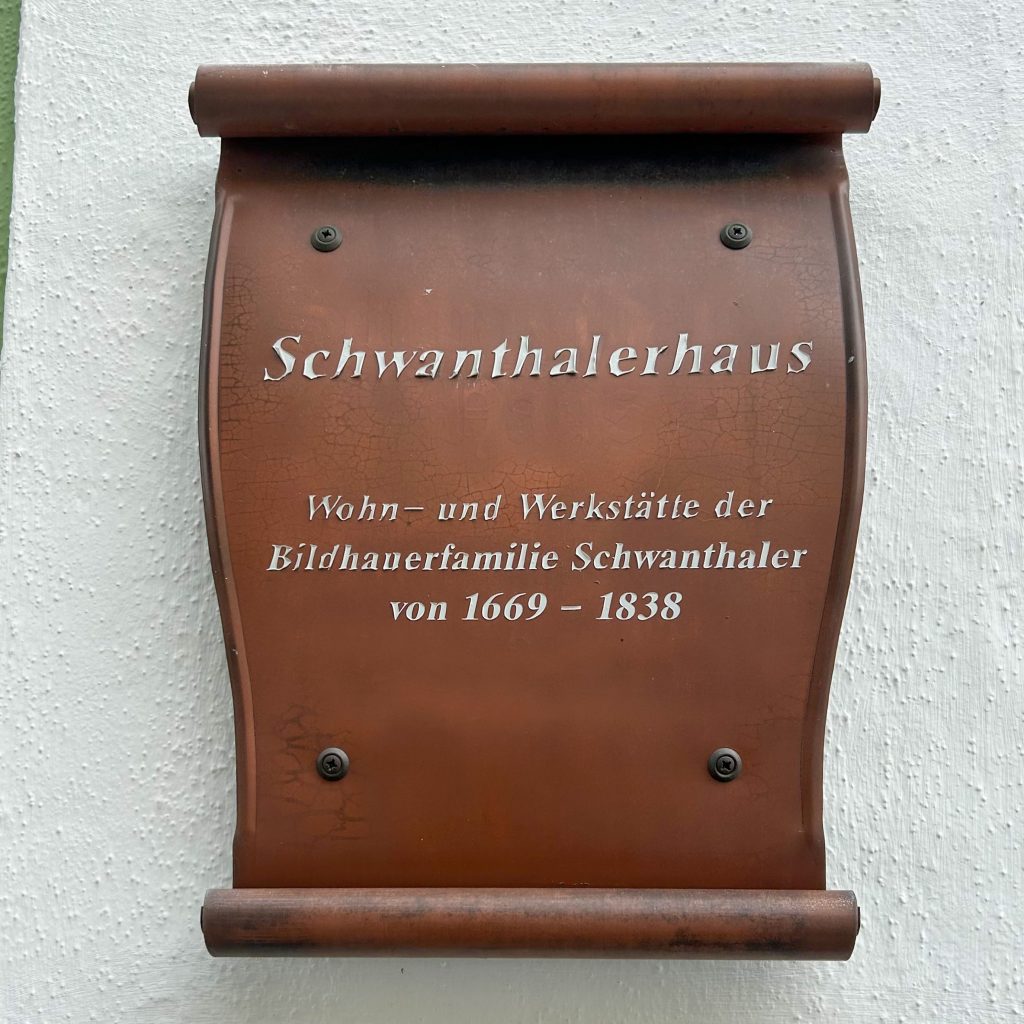 Schwanthalerhaus
Wohn- und Werkstätte der
Bildhauerfamilie Schwanthaler
von 1669 - 1838